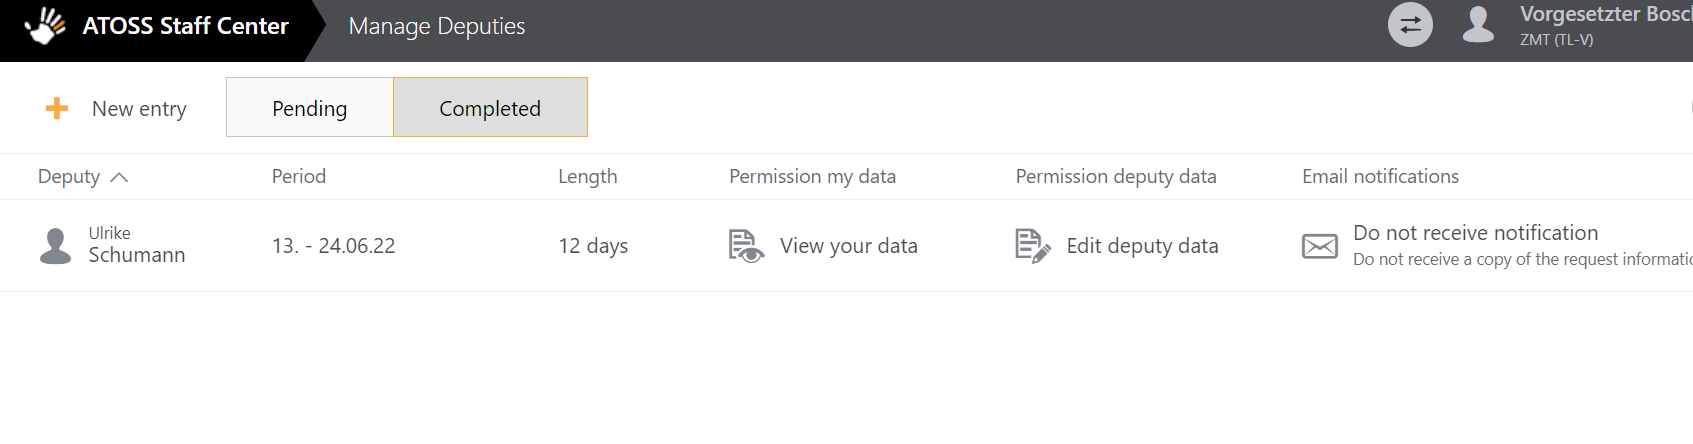 ATOSS Staff Center
Manage Deputies
Vorgesetzter
ZMT (TL-V)
New entry
Pending
Completed
Deputy
Period
Length
Permission my data
Permission deputy data
Email notifications
Ulrike
Schumann
13. - 24.06.22
12 days
View your data
Edit deputy data
Do not receive notification
Do not receive a copy of the request